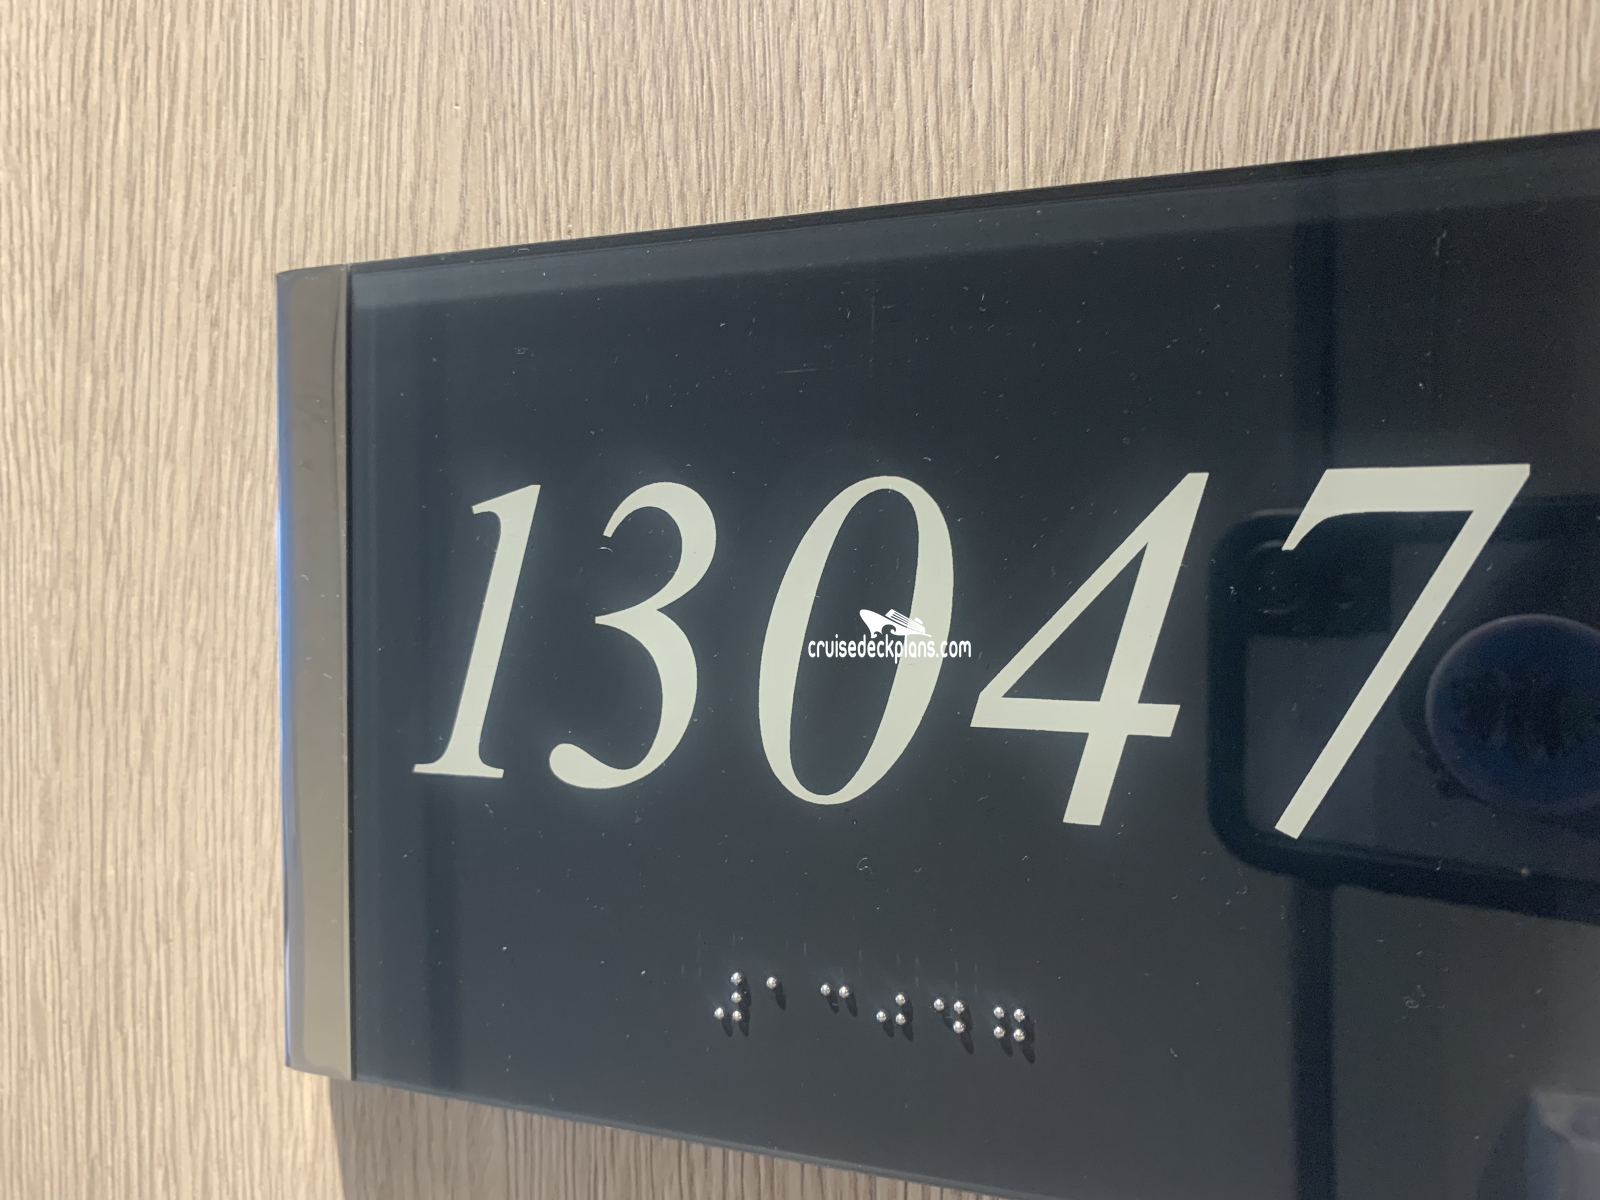 13047
cruisedeckplans.com
⠼⠁⠉⠴⠙⠶